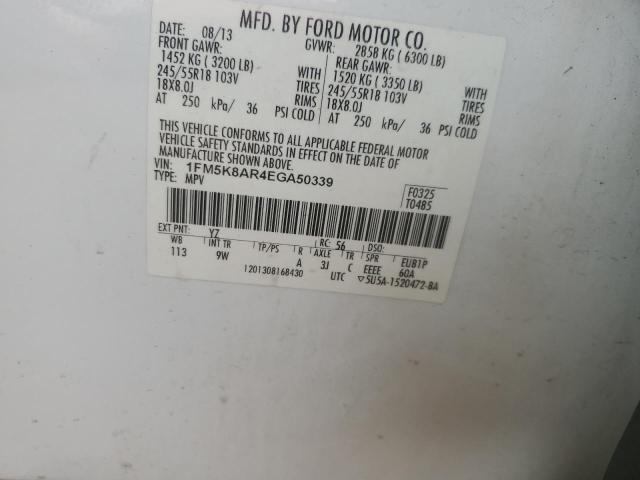 MFD. BY FORD MOTOR CO.
DATE: 08/13 GVWR: 2858 KG ( 6300 LB)
FRONT GAWR: REAR GAWR:
1452 KG ( 3200 LB) WITH 1520 KG ( 3350 LB) WITH
245/55R18 103V TIRES 245/55R18 103V TIRES
18X8.0J RIMS 18X8.0J RIMS
AT 250 kPa/ 36 PSI COLD AT 250 kPa/ 36 PSI COLD
THIS VEHICLE CONFORMS TO ALL APPLICABLE FEDERAL MOTOR
VEHICLE SAFETY STANDARDS IN EFFECT ON THE DATE OF
MANUFACTURE SHOWN ABOVE.
VIN: 1FM5K8AR4EGA50339
TYPE: MPV
F0325
T0485
EXT PNT: YZ RC: 56 DSO:
WB INT TR TP/PS R AXLE TR SPR EUB1P
113 9W A 3J C EEEE 60A
1201308168430 UTC ▽5U5A-1520472-BA